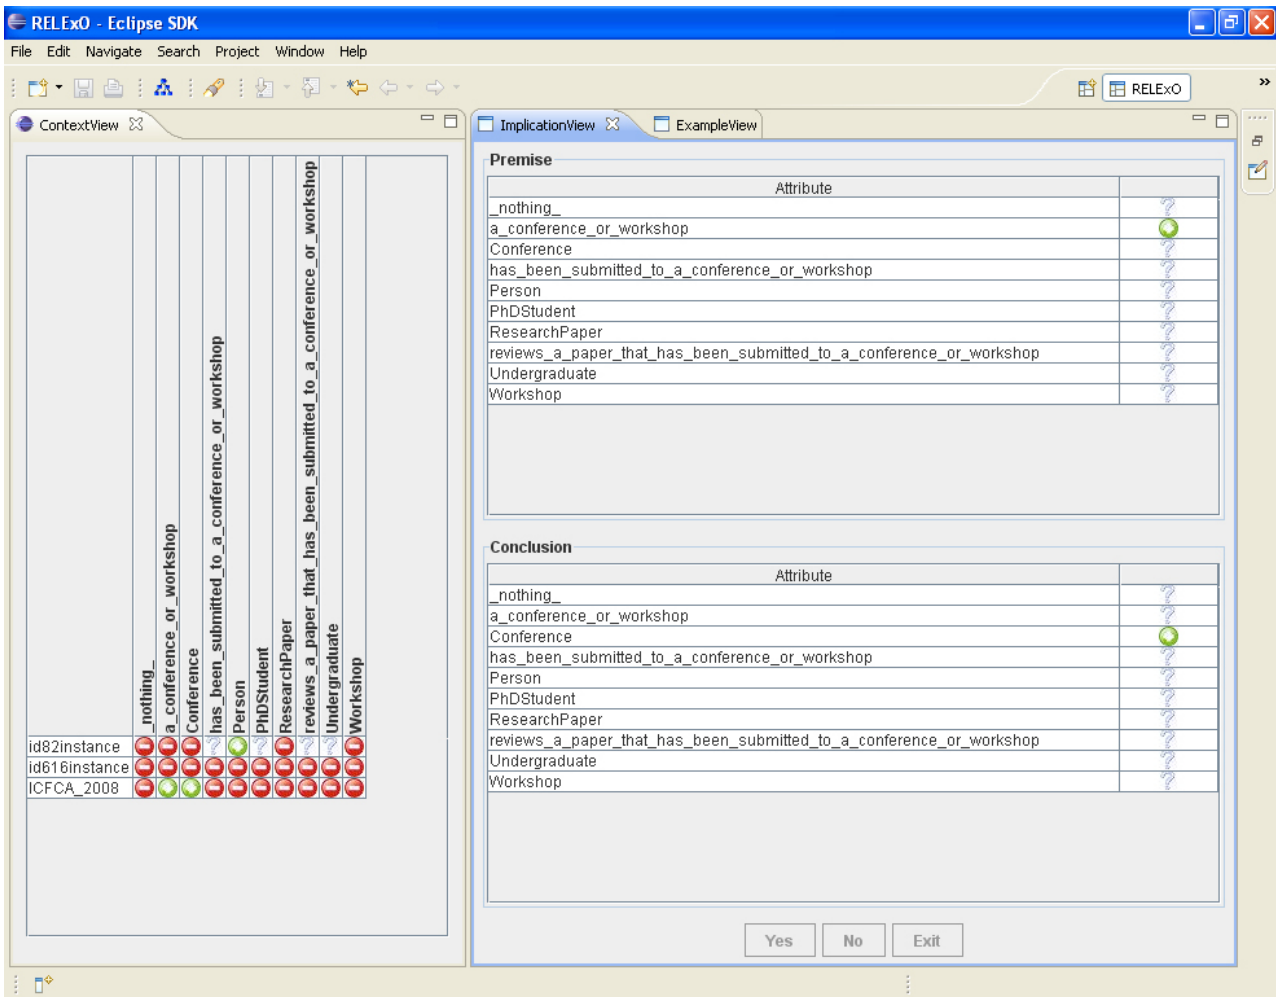 RELExO - Eclipse SDK
File Edit Navigate Search Project Window Help
RELExO
»
ContextView
_nothing_
a_conference_or_workshop
Conference
has_been_submitted_to_a_conference_or_workshop
Person
PhDStudent
ResearchPaper
reviews_a_paper_that_has_been_submitted_to_a_conference_or_workshop
Undergraduate
Workshop
id82instance
id616instance
ICFCA_2008
ImplicationView ExampleView
Premise
Attribute
_nothing_
a_conference_or_workshop
Conference
has_been_submitted_to_a_conference_or_workshop
Person
PhDStudent
ResearchPaper
reviews_a_paper_that_has_been_submitted_to_a_conference_or_workshop
Undergraduate
Workshop
Conclusion
Attribute
_nothing_
a_conference_or_workshop
Conference
has_been_submitted_to_a_conference_or_workshop
Person
PhDStudent
ResearchPaper
reviews_a_paper_that_has_been_submitted_to_a_conference_or_workshop
Undergraduate
Workshop
Yes No Exit